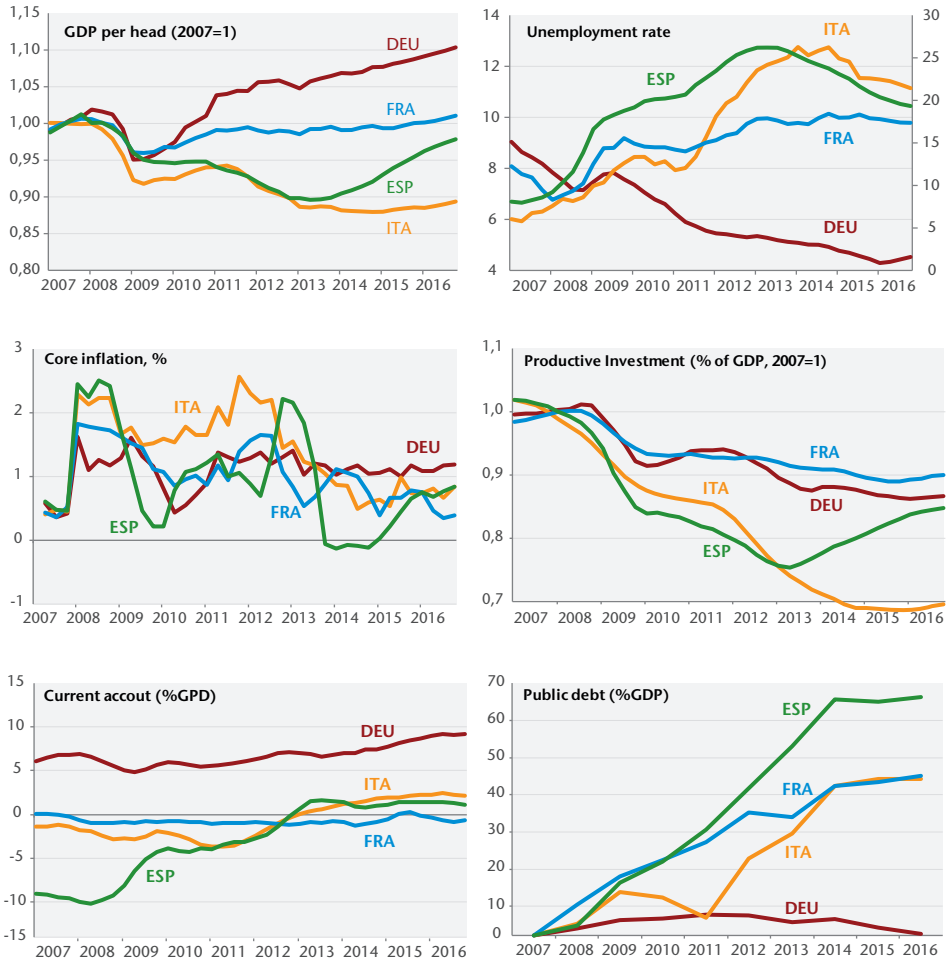 GDP per head (2007=1)
1,15
1,10
1,05
1,00
0,95
0,90
0,85
0,80
DEU
FRA
ESP
ITA
2007 2008 2009 2010 2011 2012 2013 2014 2015 2016
Unemployment rate
14
12
10
8
6
4
30
25
20
15
10
5
0
ITA
ESP
FRA
DEU
2007 2008 2009 2010 2011 2012 2013 2014 2015 2016
Core inflation, %
3
2
1
0
-1
ITA
DEU
FRA
ESP
2007 2008 2009 2010 2011 2012 2013 2014 2015 2016
Productive Investment (% of GDP, 2007=1)
1,1
1,0
0,9
0,8
0,7
FRA
DEU
ITA
ESP
2007 2008 2009 2010 2011 2012 2013 2014 2015 2016
Current accout (%GPD)
15
10
5
0
-5
-10
-15
DEU
ITA
FRA
ESP
2007 2008 2009 2010 2011 2012 2013 2014 2015 2016
Public debt (%GDP)
70
60
50
40
30
20
10
0
ESP
FRA
ITA
DEU
2007 2008 2009 2010 2011 2012 2013 2014 2015 2016